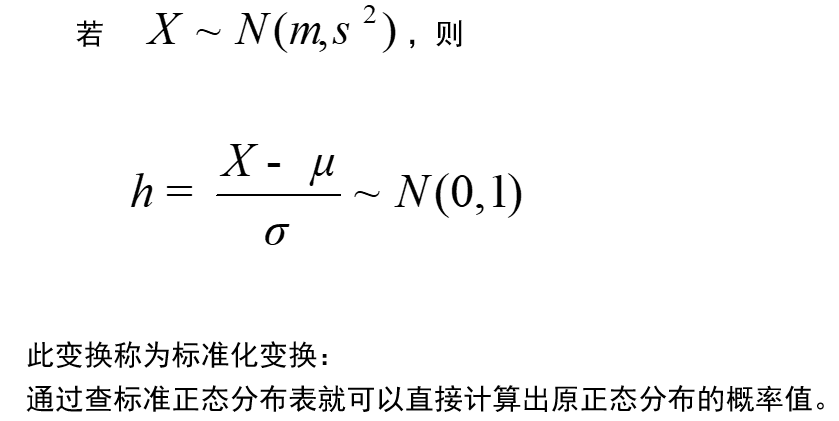 若 X ~ N(m,s ²)，则
h = (X - μ)/σ ~ N(0,1)
此变换称为标准化变换：
通过查标准正态分布表就可以直接计算出原正态分布的概率值。